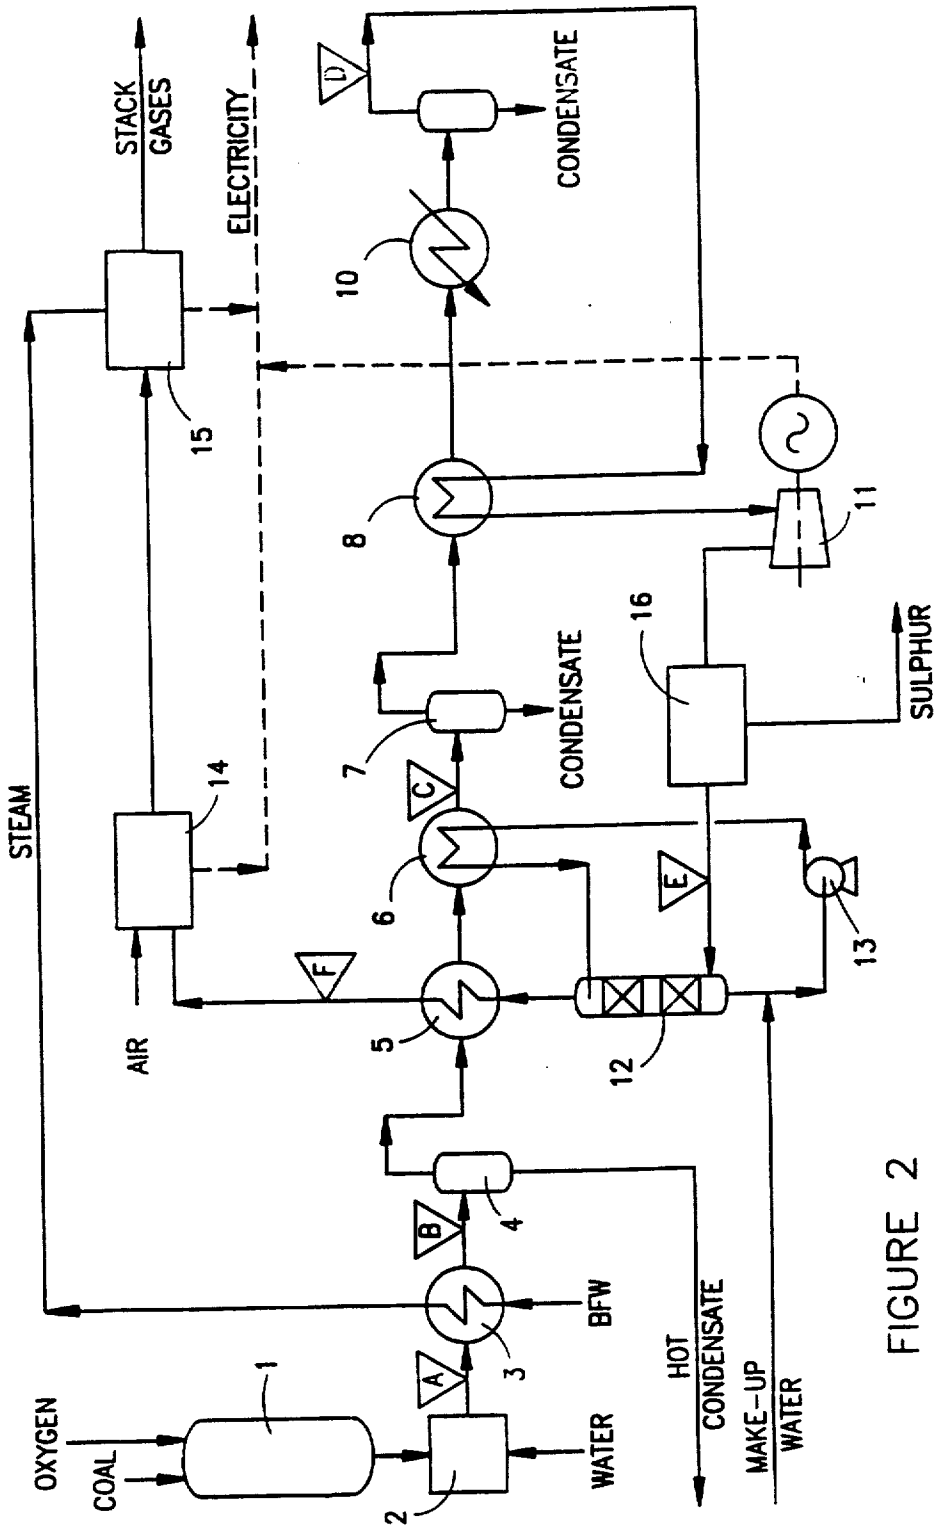 OXYGEN
COAL
1
2
WATER
A
3
BFW
STEAM
B
4
HOT
CONDENSATE
MAKE-UP
WATER
5
F
AIR
14
6
C
7
CONDENSATE
12
13
E
16
SULPHUR
8
11
10
D
CONDENSATE
15
STACK
GASES
ELECTRICITY
FIGURE 2